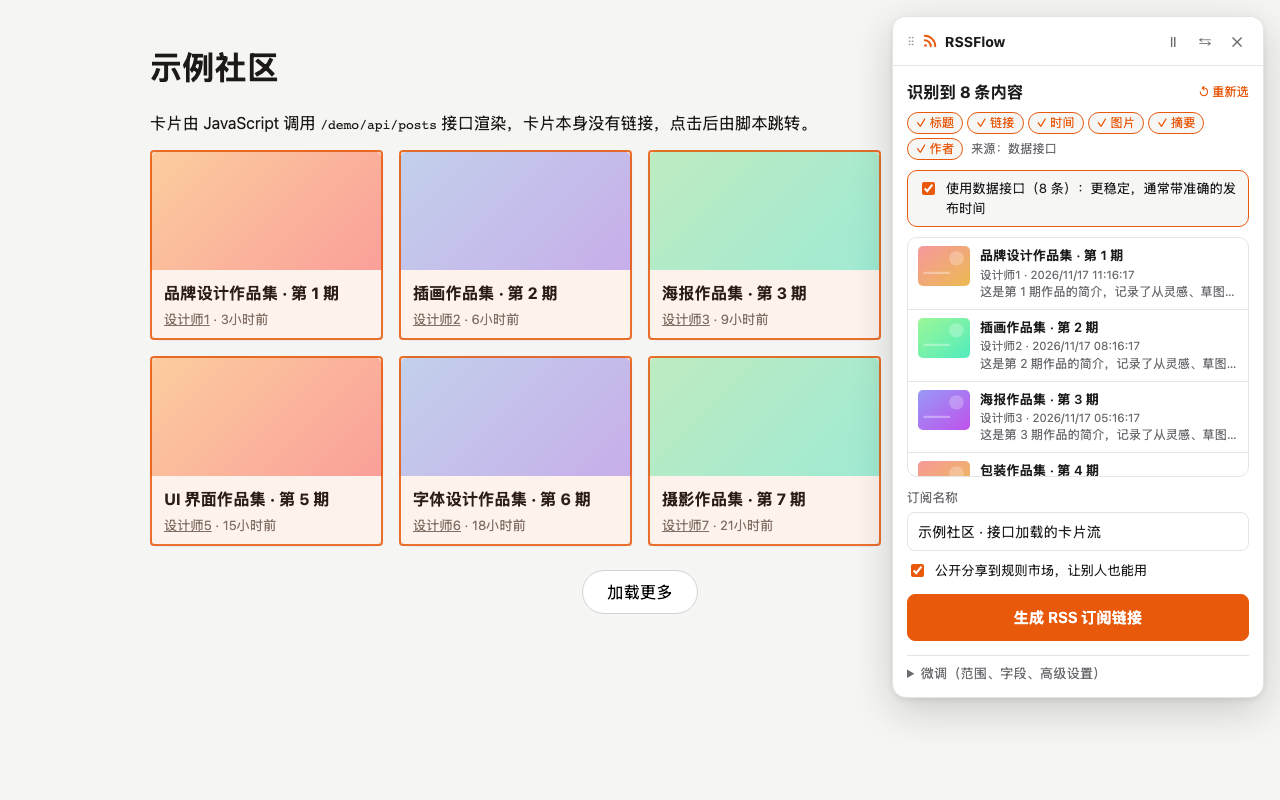 示例社区
卡片由 JavaScript 调用 /demo/api/posts 接口渲染，卡片本身没有链接，点击后由脚本跳转。
品牌设计作品集 · 第 1 期
设计师1 · 3小时前
插画作品集 · 第 2 期
设计师2 · 6小时前
海报作品集 · 第 3 期
设计师3 · 9小时前
UI 界面作品集 · 第 5 期
设计师5 · 15小时前
字体设计作品集 · 第 6 期
设计师6 · 18小时前
摄影作品集 · 第 7 期
设计师7 · 21小时前
加载更多
RSSFlow
识别到 8 条内容
重新选
✓ 标题 ✓ 链接 ✓ 时间 ✓ 图片 ✓ 摘要
✓ 作者 来源：数据接口
使用数据接口（8 条）：更稳定，通常带准确的发
布时间
品牌设计作品集 · 第 1 期
设计师1 · 2026/11/17 11:16:17
这是第 1 期作品的简介，记录了从灵感、草图...
插画作品集 · 第 2 期
设计师2 · 2026/11/17 08:16:17
这是第 2 期作品的简介，记录了从灵感、草图...
海报作品集 · 第 3 期
设计师3 · 2026/11/17 05:16:17
这是第 3 期作品的简介，记录了从灵感、草图...
包装作品集 · 第 4 期
订阅名称
示例社区 · 接口加载的卡片流
公开分享到规则市场，让别人也能用
生成 RSS 订阅链接
微调（范围、字段、高级设置）